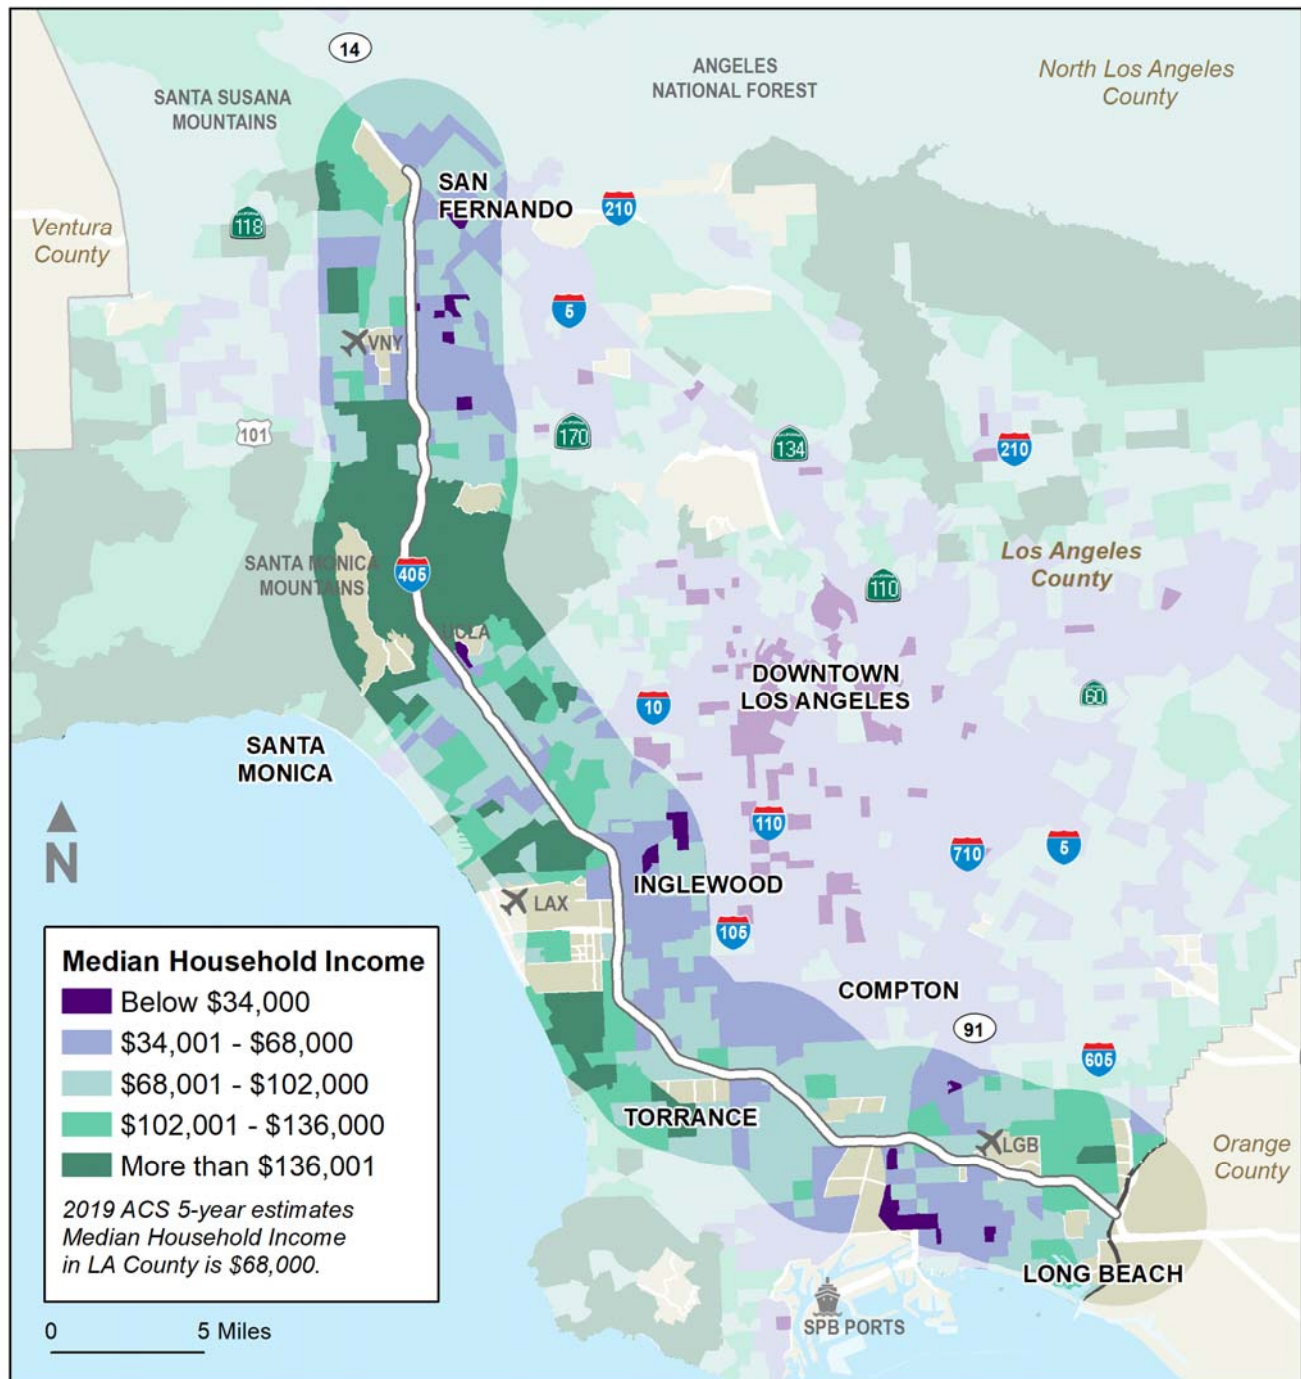 14
ANGELES
NATIONAL FOREST
North Los Angeles
County
SANTA SUSANA
MOUNTAINS
SAN
FERNANDO
210
118
Ventura
County
5
VNY
101
170
134
210
SANTA MONICA
MOUNTAINS
405
Los Angeles
County
110
UCLA
DOWNTOWN
LOS ANGELES
10
60
SANTA
MONICA
N
110
710
5
INGLEWOOD
LAX
105
COMPTON
91
605
TORRANCE
LGB
Orange
County
LONG BEACH
SPB PORTS
Median Household Income
Below $34,000
$34,001 - $68,000
$68,001 - $102,000
$102,001 - $136,000
More than $136,001
2019 ACS 5-year estimates
Median Household Income
in LA County is $68,000.
0 5 Miles